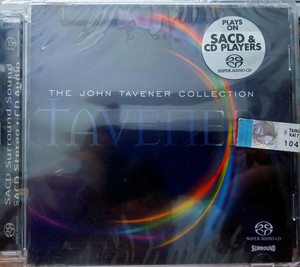 PLAYS
ON
SACD &
CD PLAYERS
SUPER AUDIO CD
THE JOHN TAVENER COLLECTION
TAVENER
104
SACD Surround Sound
SACD Stereo + CD Audio
SUPER AUDIO CD
SURROUND